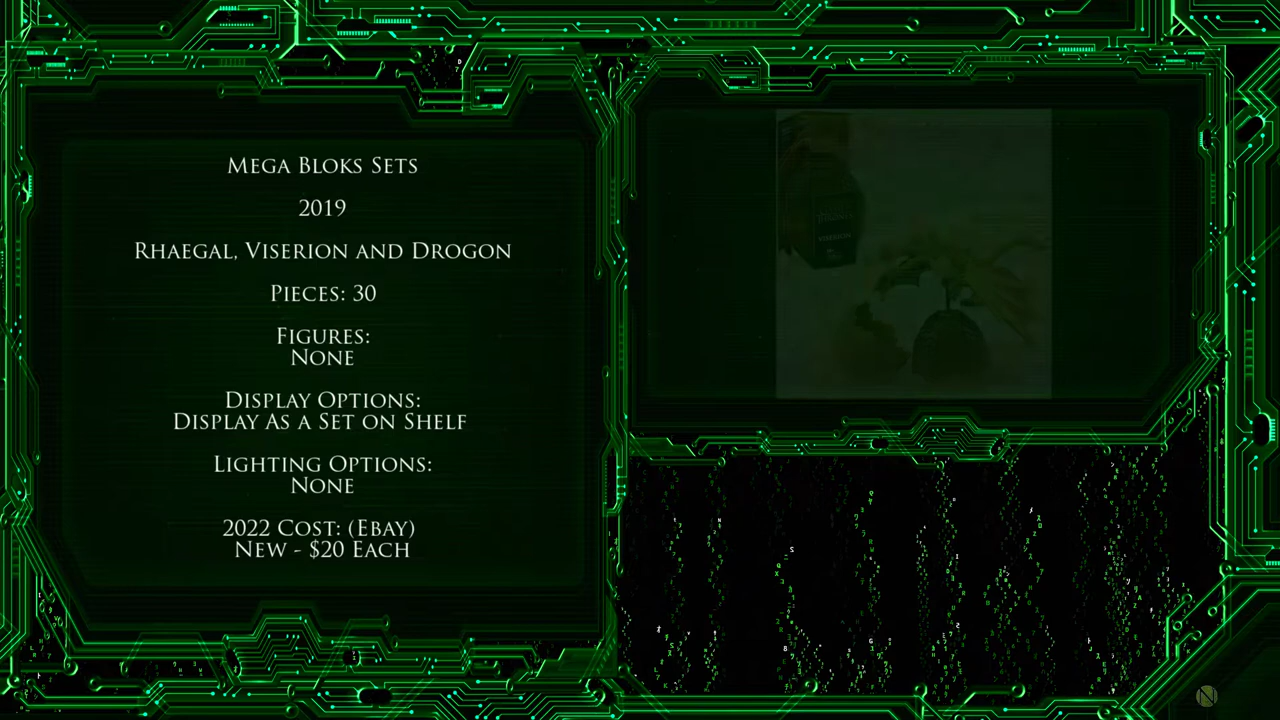 Mega Bloks Sets
2019
Rhaegal, Viserion and Drogon
Pieces: 30
Figures:
None
Display Options:
Display As a Set on Shelf
Lighting Options:
None
2022 Cost: (Ebay)
New - $20 Each